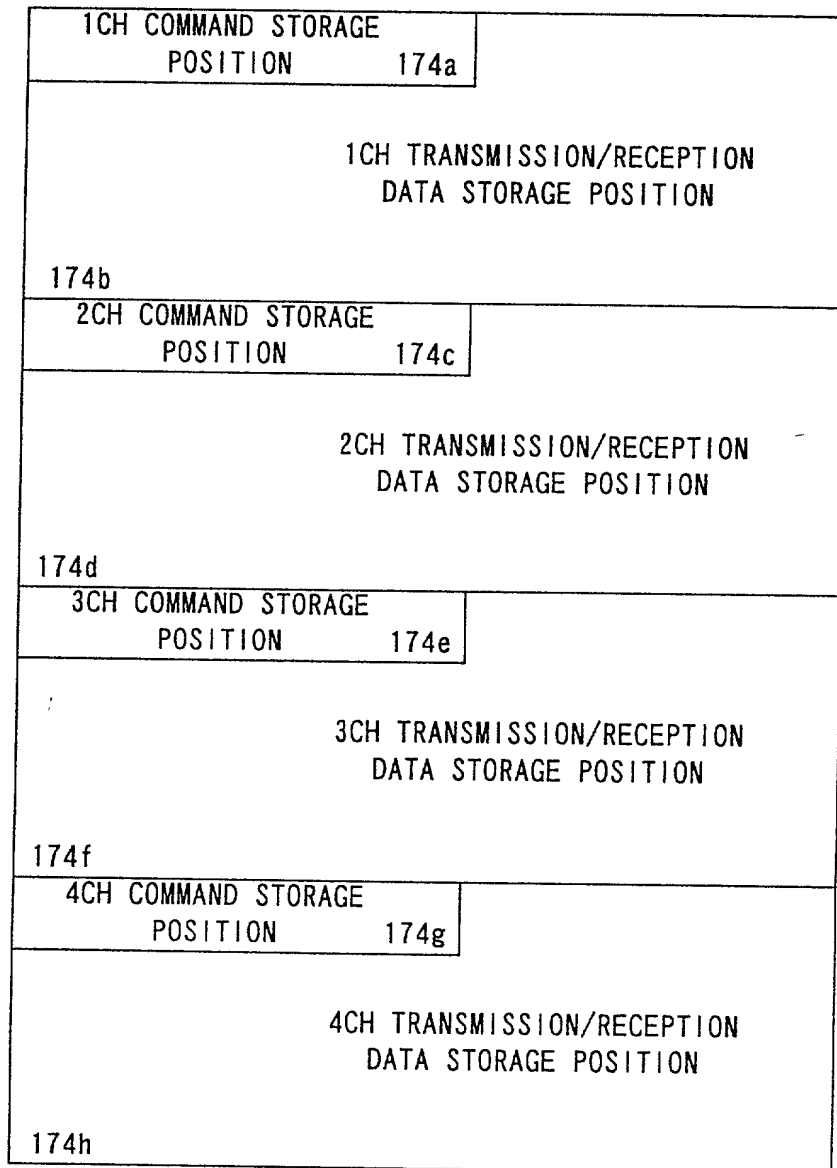 1CH COMMAND STORAGE
POSITION 174a
1CH TRANSMISSION/RECEPTION
DATA STORAGE POSITION
174b
2CH COMMAND STORAGE
POSITION 174c
2CH TRANSMISSION/RECEPTION
DATA STORAGE POSITION
174d
3CH COMMAND STORAGE
POSITION 174e
3CH TRANSMISSION/RECEPTION
DATA STORAGE POSITION
174f
4CH COMMAND STORAGE
POSITION 174g
4CH TRANSMISSION/RECEPTION
DATA STORAGE POSITION
174h